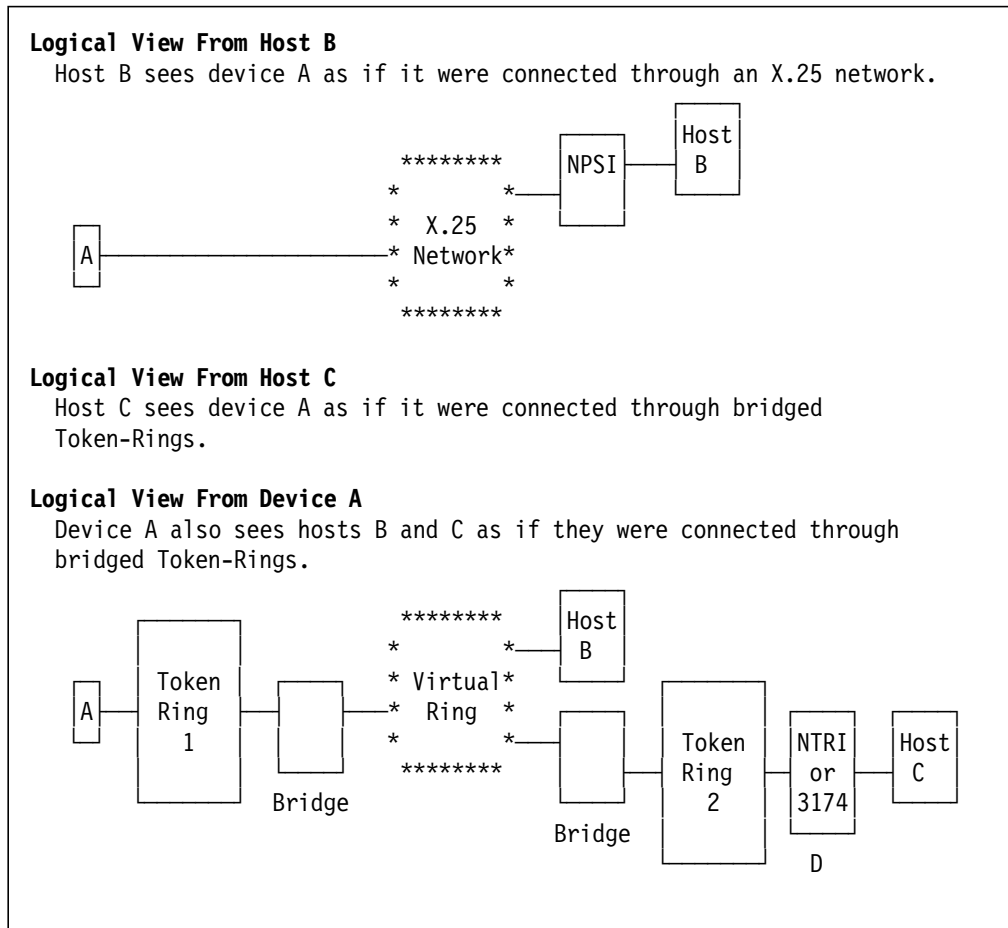 Logical View From Host B
Host B sees device A as if it were connected through an X.25 network.
Host
B
NPSI
********
* *
* X.25 *
* Network*
* *
********
A
Logical View From Host C
Host C sees device A as if it were connected through bridged
Token-Rings.
Logical View From Device A
Device A also sees hosts B and C as if they were connected through
bridged Token-Rings.
A
Token
Ring
1
Bridge
********
* *
* Virtual*
* Ring *
* *
********
Host
B
Bridge
Token
Ring
2
NTRI
or
3174
D
Host
C